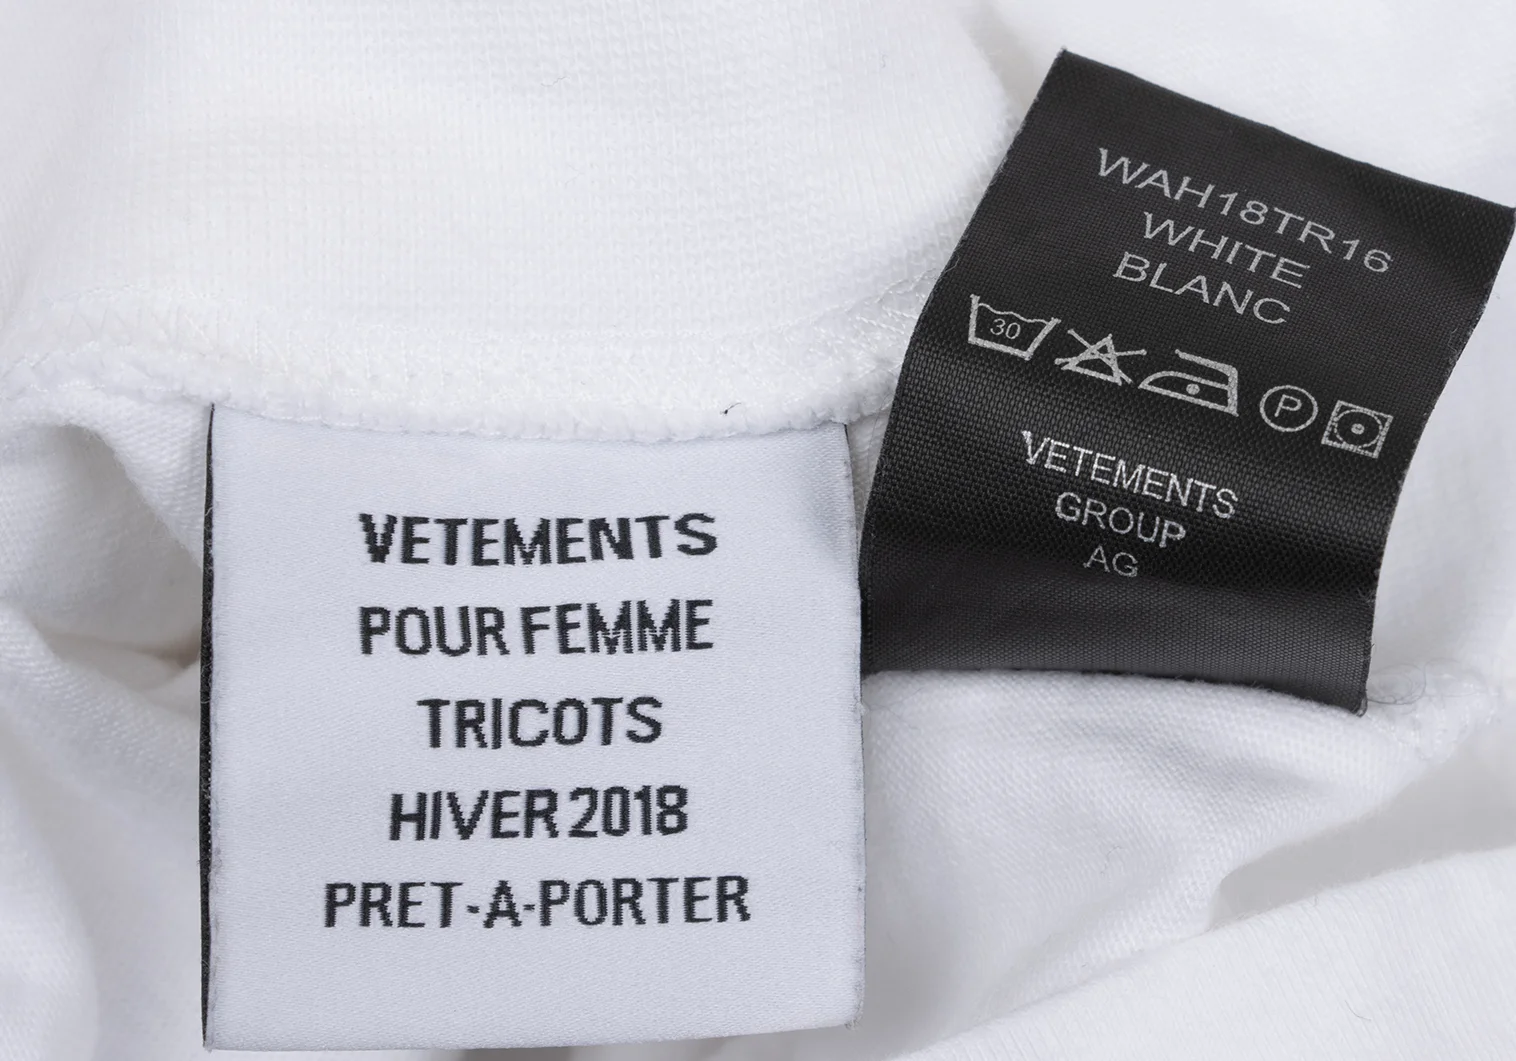 VETEMENTS
POUR FEMME
TRICOTS
HIVER 2018
PRET-A-PORTER
WAH18TR16
WHITE
BLANC
30
P
VETEMENTS
GROUP
AG